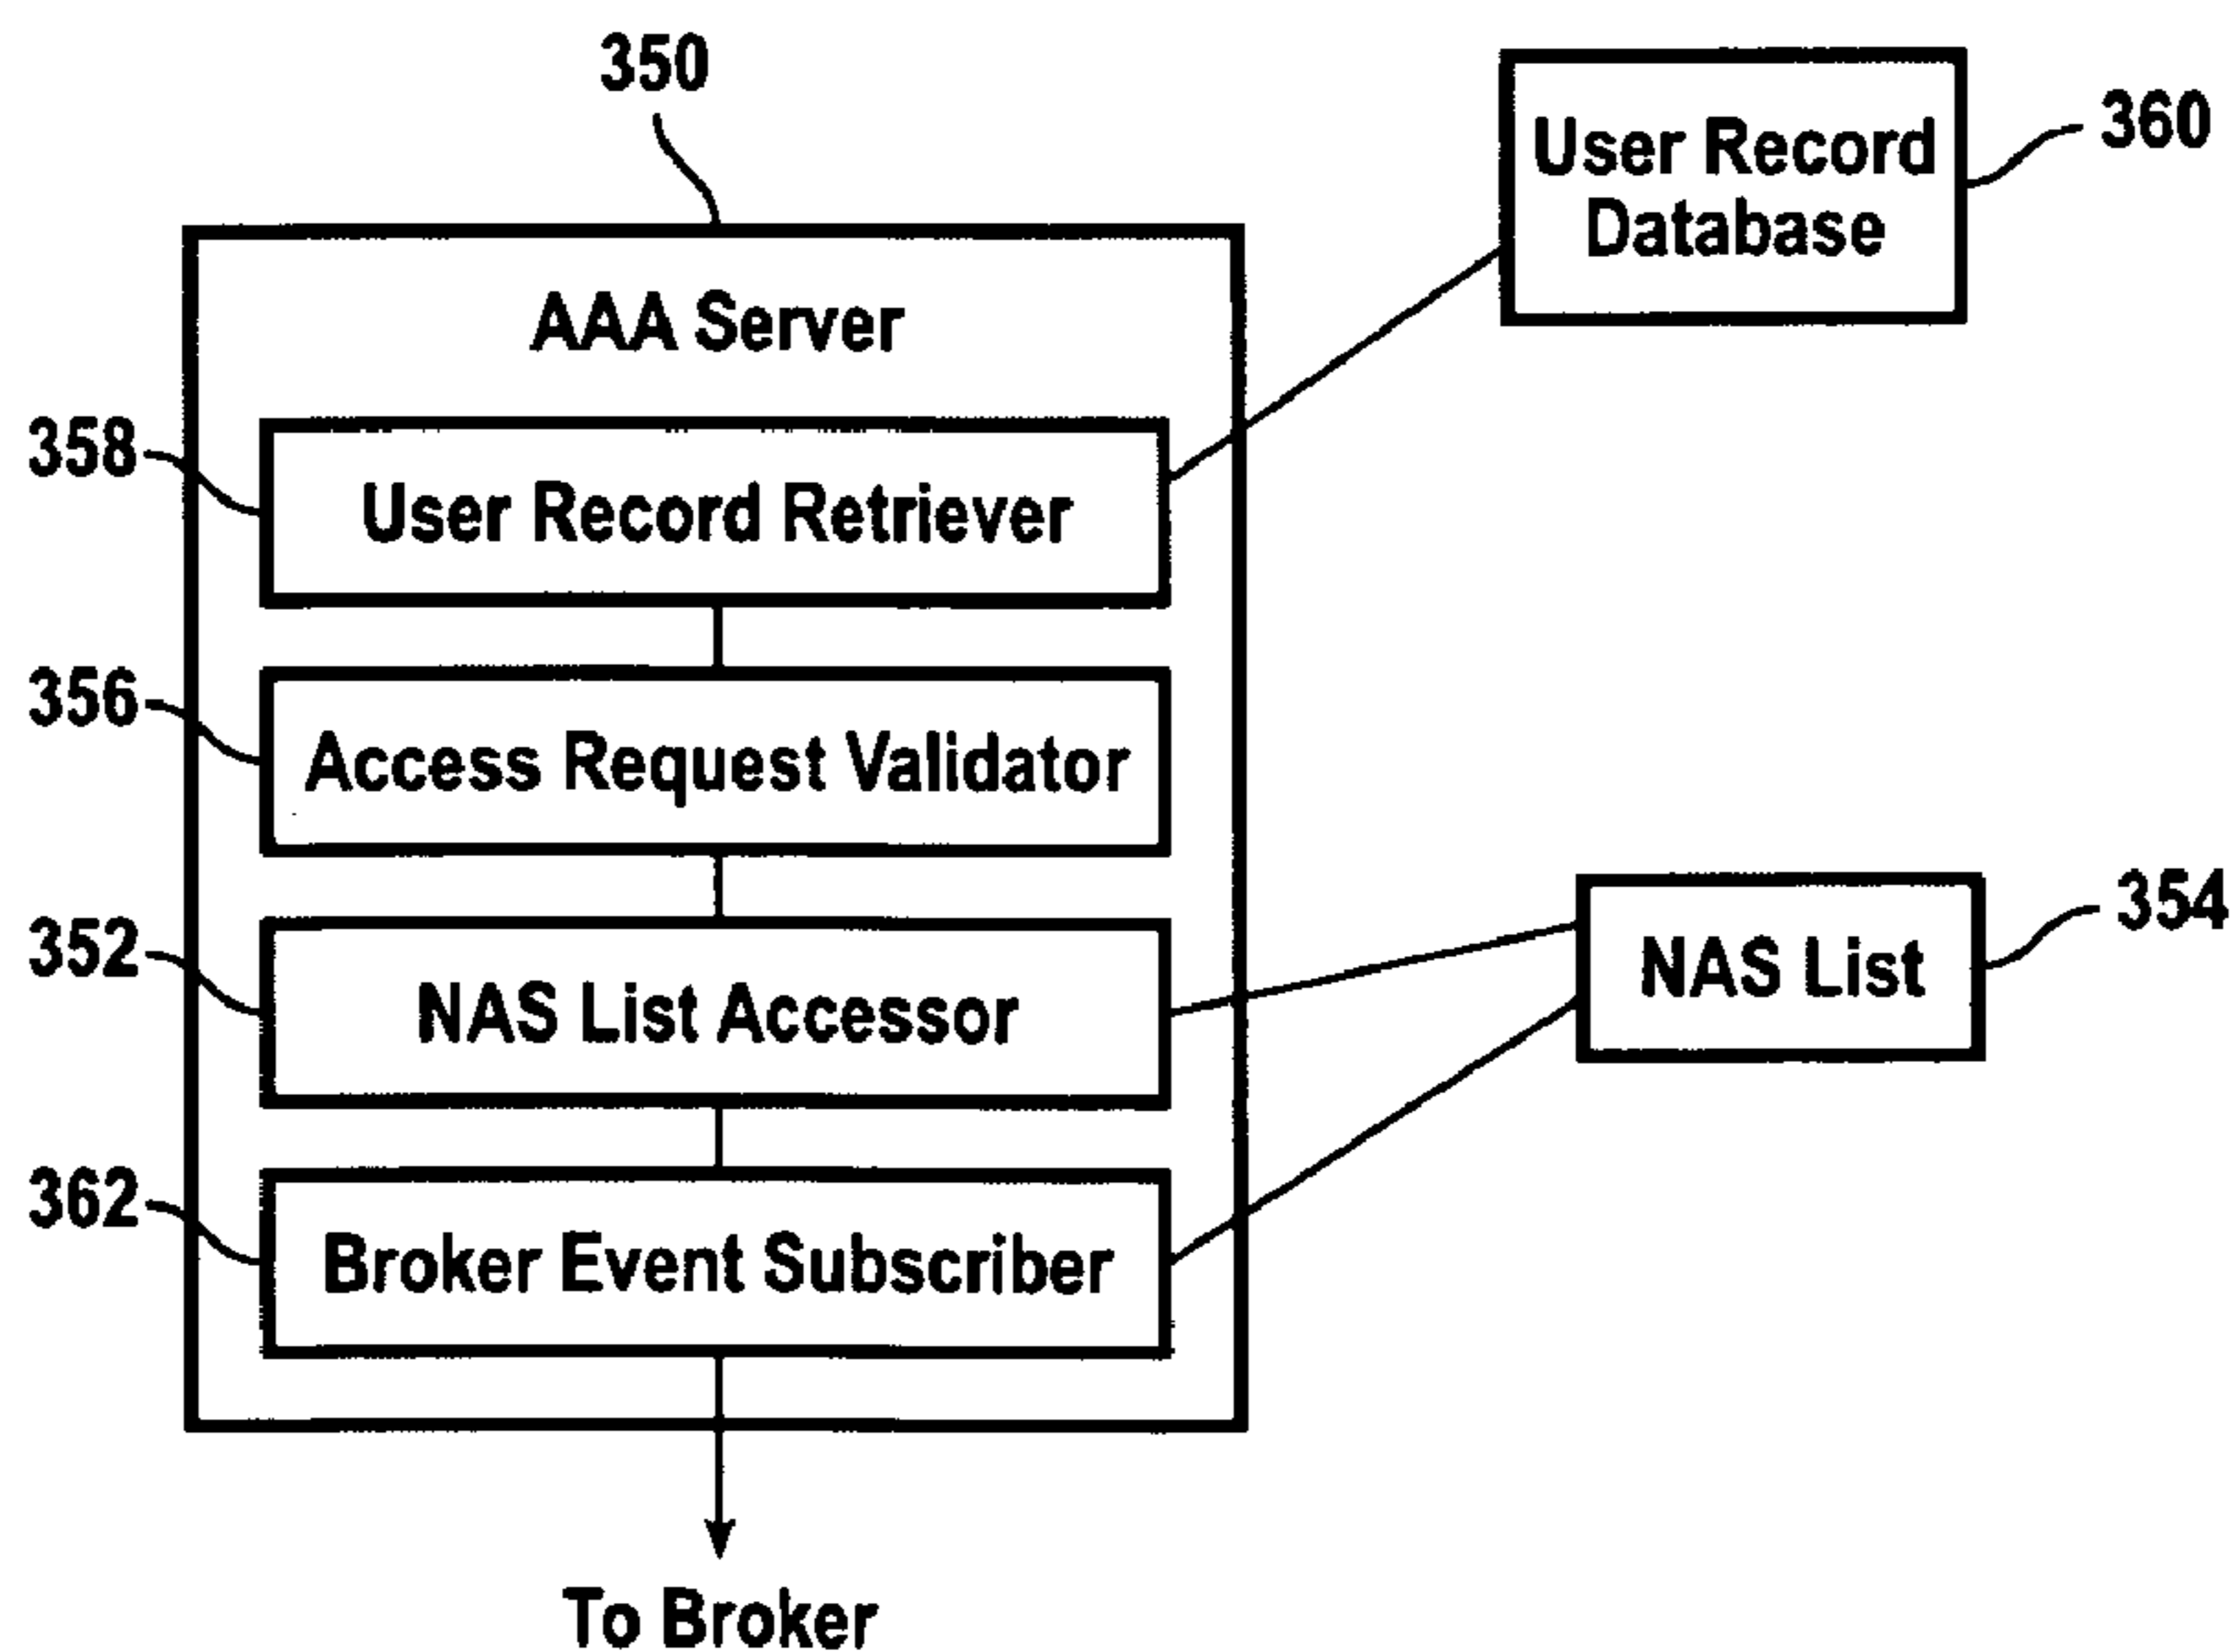 350
User Record
Database
360
AAA Server
358
User Record Retriever
356
Access Request Validator
352
NAS List Accessor
NAS List
354
362
Broker Event Subscriber
To Broker